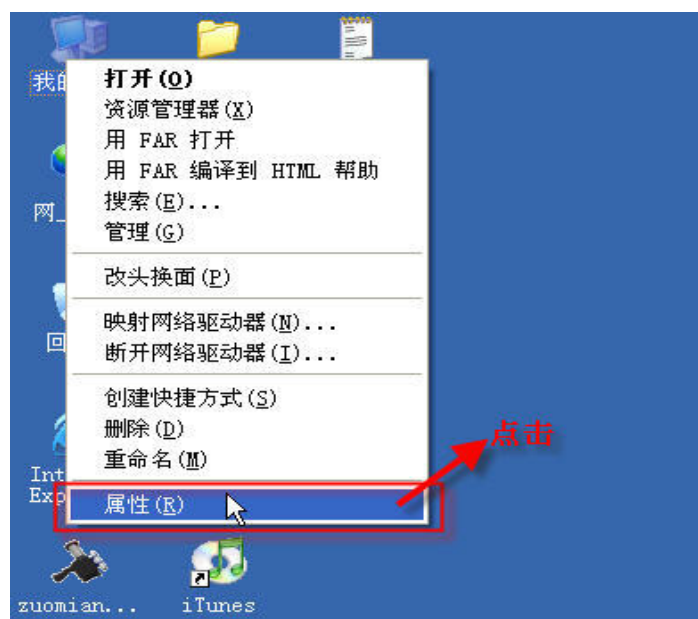 我的
打开(O)
资源管理器(X)
用 FAR 打开
用 FAR 编译到 HTML 帮助
搜索(E)...
网_
管理(G)
改头换面(P)
映射网络驱动器(N)...
回
断开网络驱动器(I)...
创建快捷方式(S)
删除(D)
点击
重命名(M)
Int
Exp
属性(R)
zuomian...
iTunes